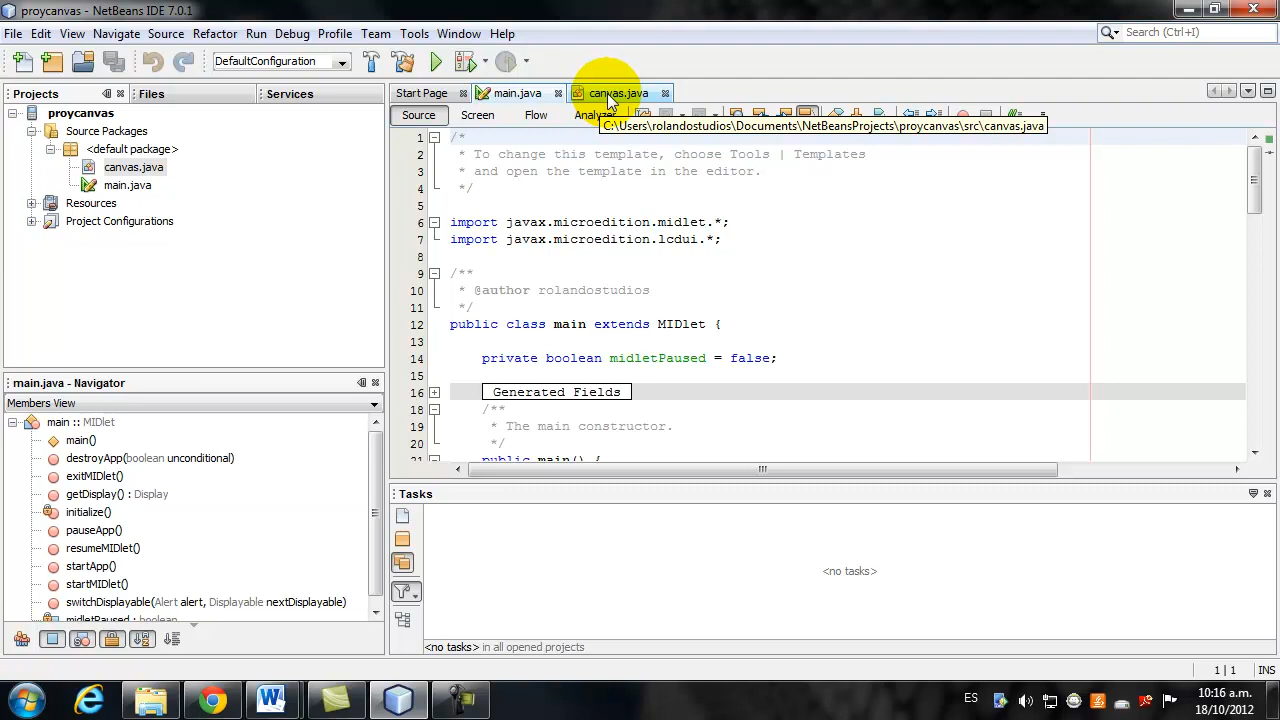 proycanvas - NetBeans IDE 7.0.1
File Edit View Navigate Source Refactor Run Debug Profile Team Tools Window Help
Search (Ctrl+I)
DefaultConfiguration
Projects Files Services
proycanvas
Source Packages
<default package>
canvas.java
main.java
Resources
Project Configurations
Start Page main.java canvas.java
Source Screen Flow Analyzer
C:\Users\rolandostudios\Documents\NetBeansProjects\proycanvas\src\canvas.java
1 /*
2 * To change this template, choose Tools | Templates
3 * and open the template in the editor.
4 */
5
6 import javax.microedition.midlet.*;
7 import javax.microedition.lcdui.*;
8
9 /**
10 * @author rolandostudios
11 */
12 public class main extends MIDlet {
13
14 private boolean midletPaused = false;
15
16 Generated Fields
18 /**
19 * The main constructor.
20 */
21 public main() {
main.java - Navigator
Members View
main :: MIDlet
main()
destroyApp(boolean unconditional)
exitMIDlet()
getDisplay() : Display
initialize()
pauseApp()
resumeMIDlet()
startApp()
startMIDlet()
switchDisplayable(Alert alert, Displayable nextDisplayable)
midletPaused : boolean
Tasks
<no tasks>
<no tasks> in all opened projects
1 | 1 INS
ES
10:16 a.m.
18/10/2012